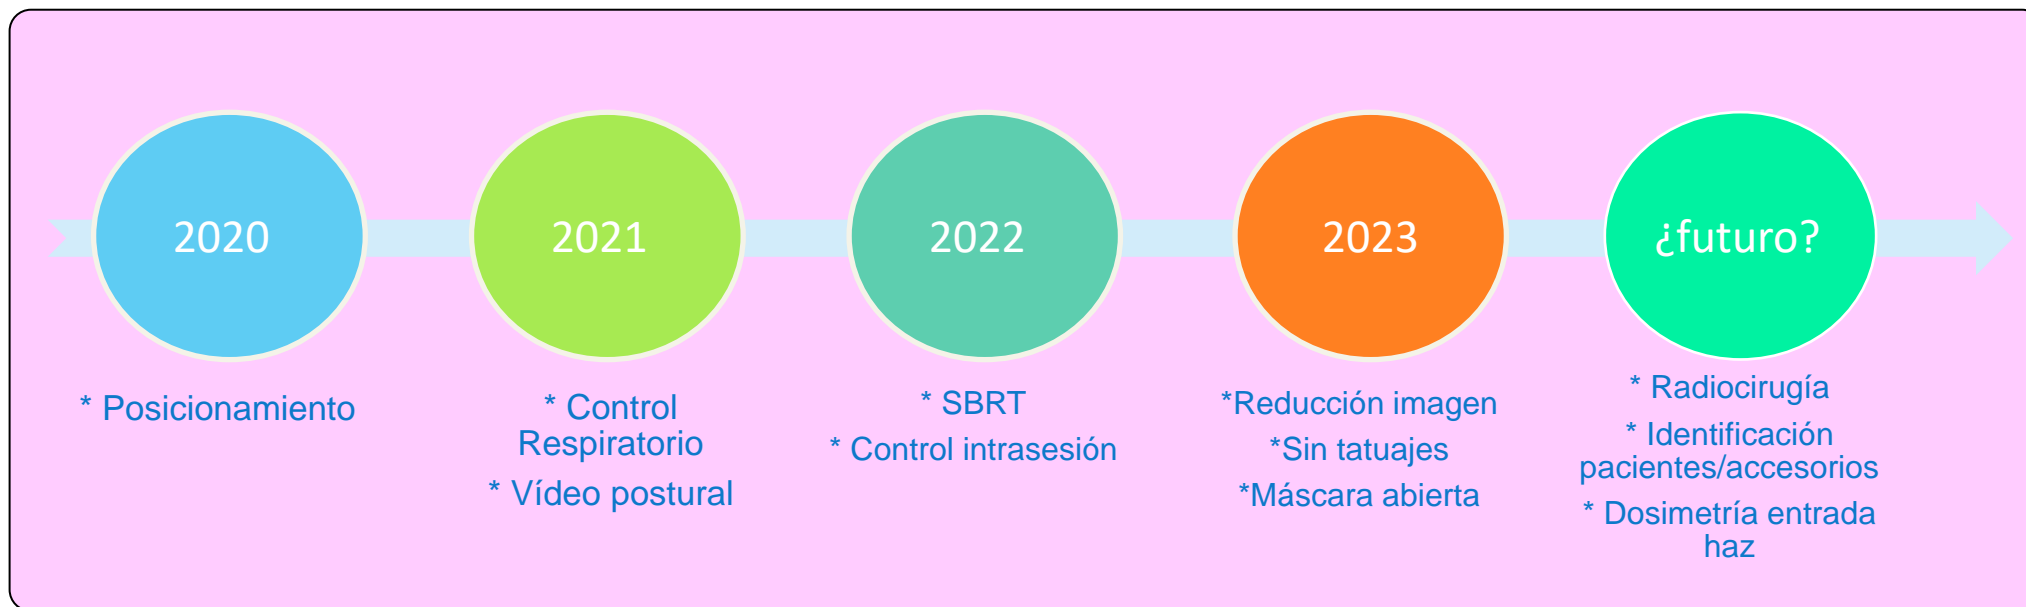 2020
2021
2022
2023
¿futuro?
* Posicionamiento
* Control
Respiratorio
* Vídeo postural
* SBRT
* Control intrasesión
*Reducción imagen
*Sin tatuajes
*Máscara abierta
* Radiocirugía
* Identificación
pacientes/accesorios
* Dosimetría entrada
haz